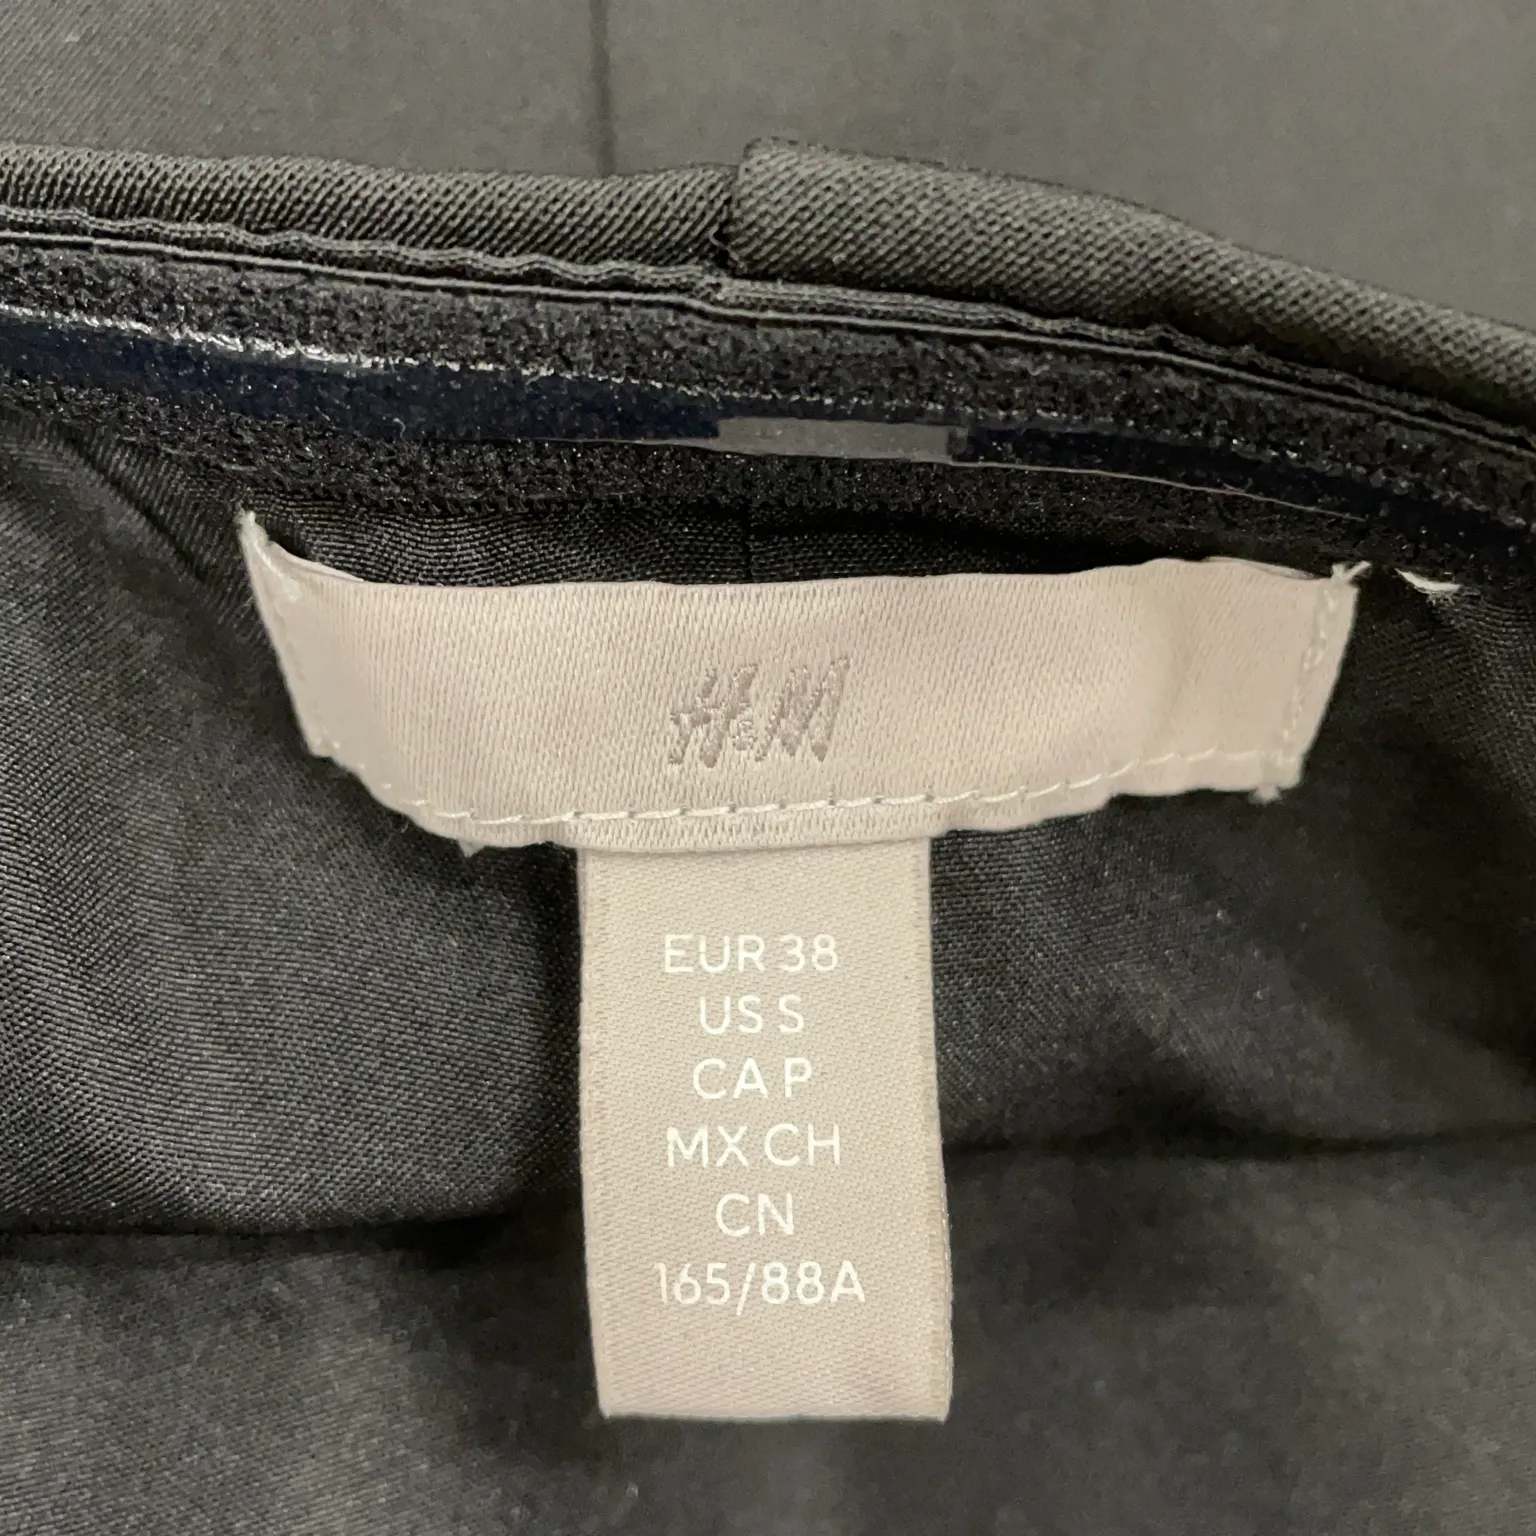 H&M
EUR 38
US S
CA P
MX CH
CN
165/88A